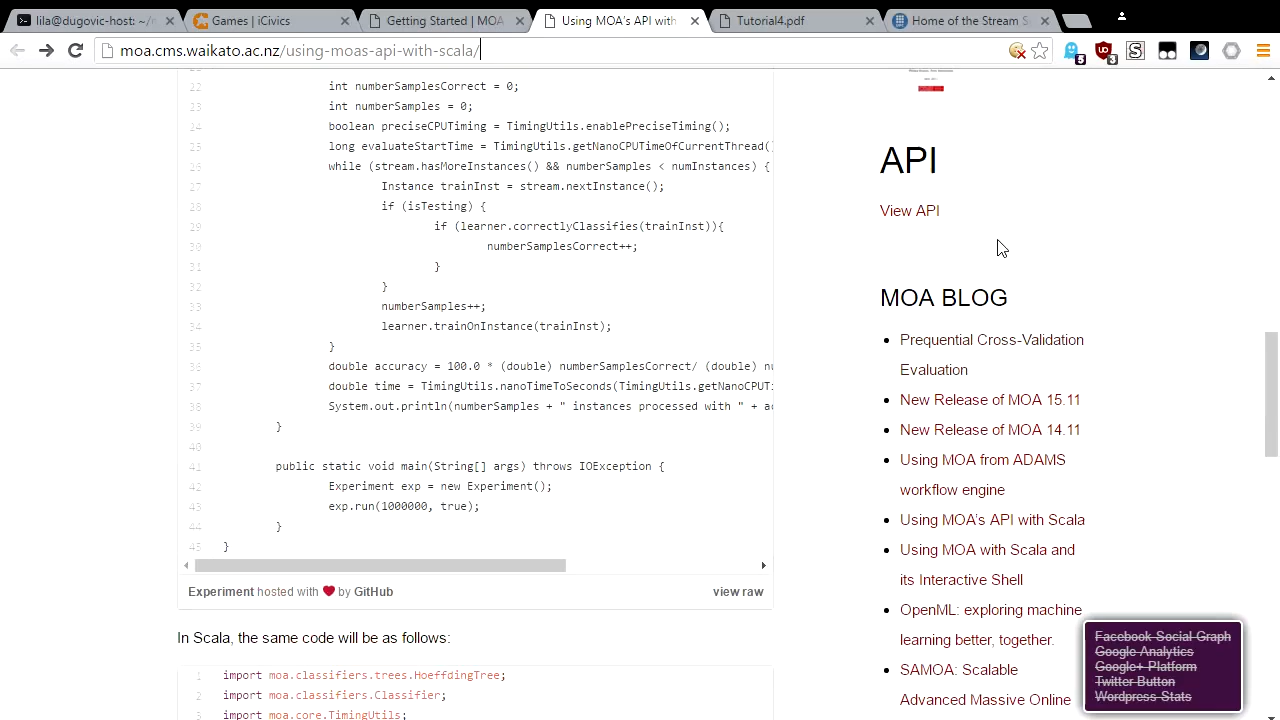 lila@dugovic-host: ~/
Games | iCivics
Getting Started | MOA
Using MOA's API with
Tutorial4.pdf
Home of the Stream S
moa.cms.waikato.ac.nz/using-moas-api-with-scala/
5
3
22 int numberSamplesCorrect = 0;
23 int numberSamples = 0;
24 boolean preciseCPUTiming = TimingUtils.enablePreciseTiming();
25 long evaluateStartTime = TimingUtils.getNanoCPUTimeOfCurrentThread()
26 while (stream.hasMoreInstances() && numberSamples < numInstances) {
27 Instance trainInst = stream.nextInstance();
28 if (isTesting) {
29 if (learner.correctlyClassifies(trainInst)){
30 numberSamplesCorrect++;
31 }
32 }
33 numberSamples++;
34 learner.trainOnInstance(trainInst);
35 }
36 double accuracy = 100.0 * (double) numberSamplesCorrect/ (double) nu
37 double time = TimingUtils.nanoTimeToSeconds(TimingUtils.getNanoCPUTi
38 System.out.println(numberSamples + " instances processed with " + ac
39 }
40
41 public static void main(String[] args) throws IOException {
42 Experiment exp = new Experiment();
43 exp.run(1000000, true);
44 }
45 }
Experiment hosted with ❤ by GitHub
view raw
In Scala, the same code will be as follows:
1 import moa.classifiers.trees.HoeffdingTree;
2 import moa.classifiers.Classifier;
3 import moa.core.TimingUtils;
API
View API
MOA BLOG
Prequential Cross-Validation
Evaluation
New Release of MOA 15.11
New Release of MOA 14.11
Using MOA from ADAMS
workflow engine
Using MOA's API with Scala
Using MOA with Scala and
its Interactive Shell
OpenML: exploring machine
learning better, together.
SAMOA: Scalable
Advanced Massive Online
Facebook Social Graph
Google Analytics
Google+ Platform
Twitter Button
Wordpress Stats